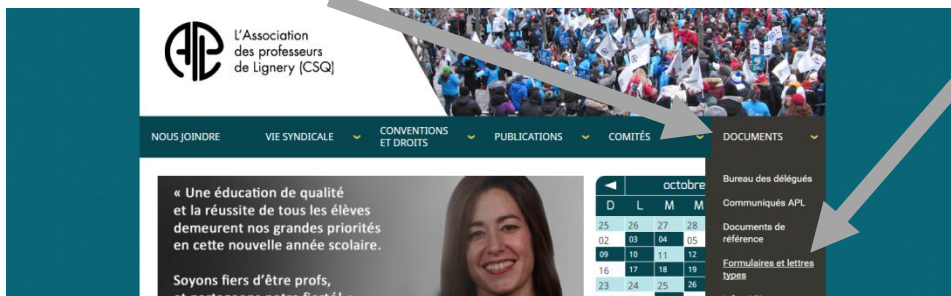 APL
L'Association
des professeurs
de Lignery (CSQ)
NOUS JOINDRE
VIE SYNDICALE
CONVENTIONS
ET DROITS
PUBLICATIONS
COMITÉS
DOCUMENTS
« Une éducation de qualité
et la réussite de tous les élèves
demeurent nos grandes priorités
en cette nouvelle année scolaire.
Soyons fiers d'être profs,
octobre
D L M M
25 26 27 28
02 03 04 05
09 10 11 12
16 17 18 19
23 24 25 26
Bureau des délégués
Communiqués APL
Documents de
référence
Formulaires et lettres
types